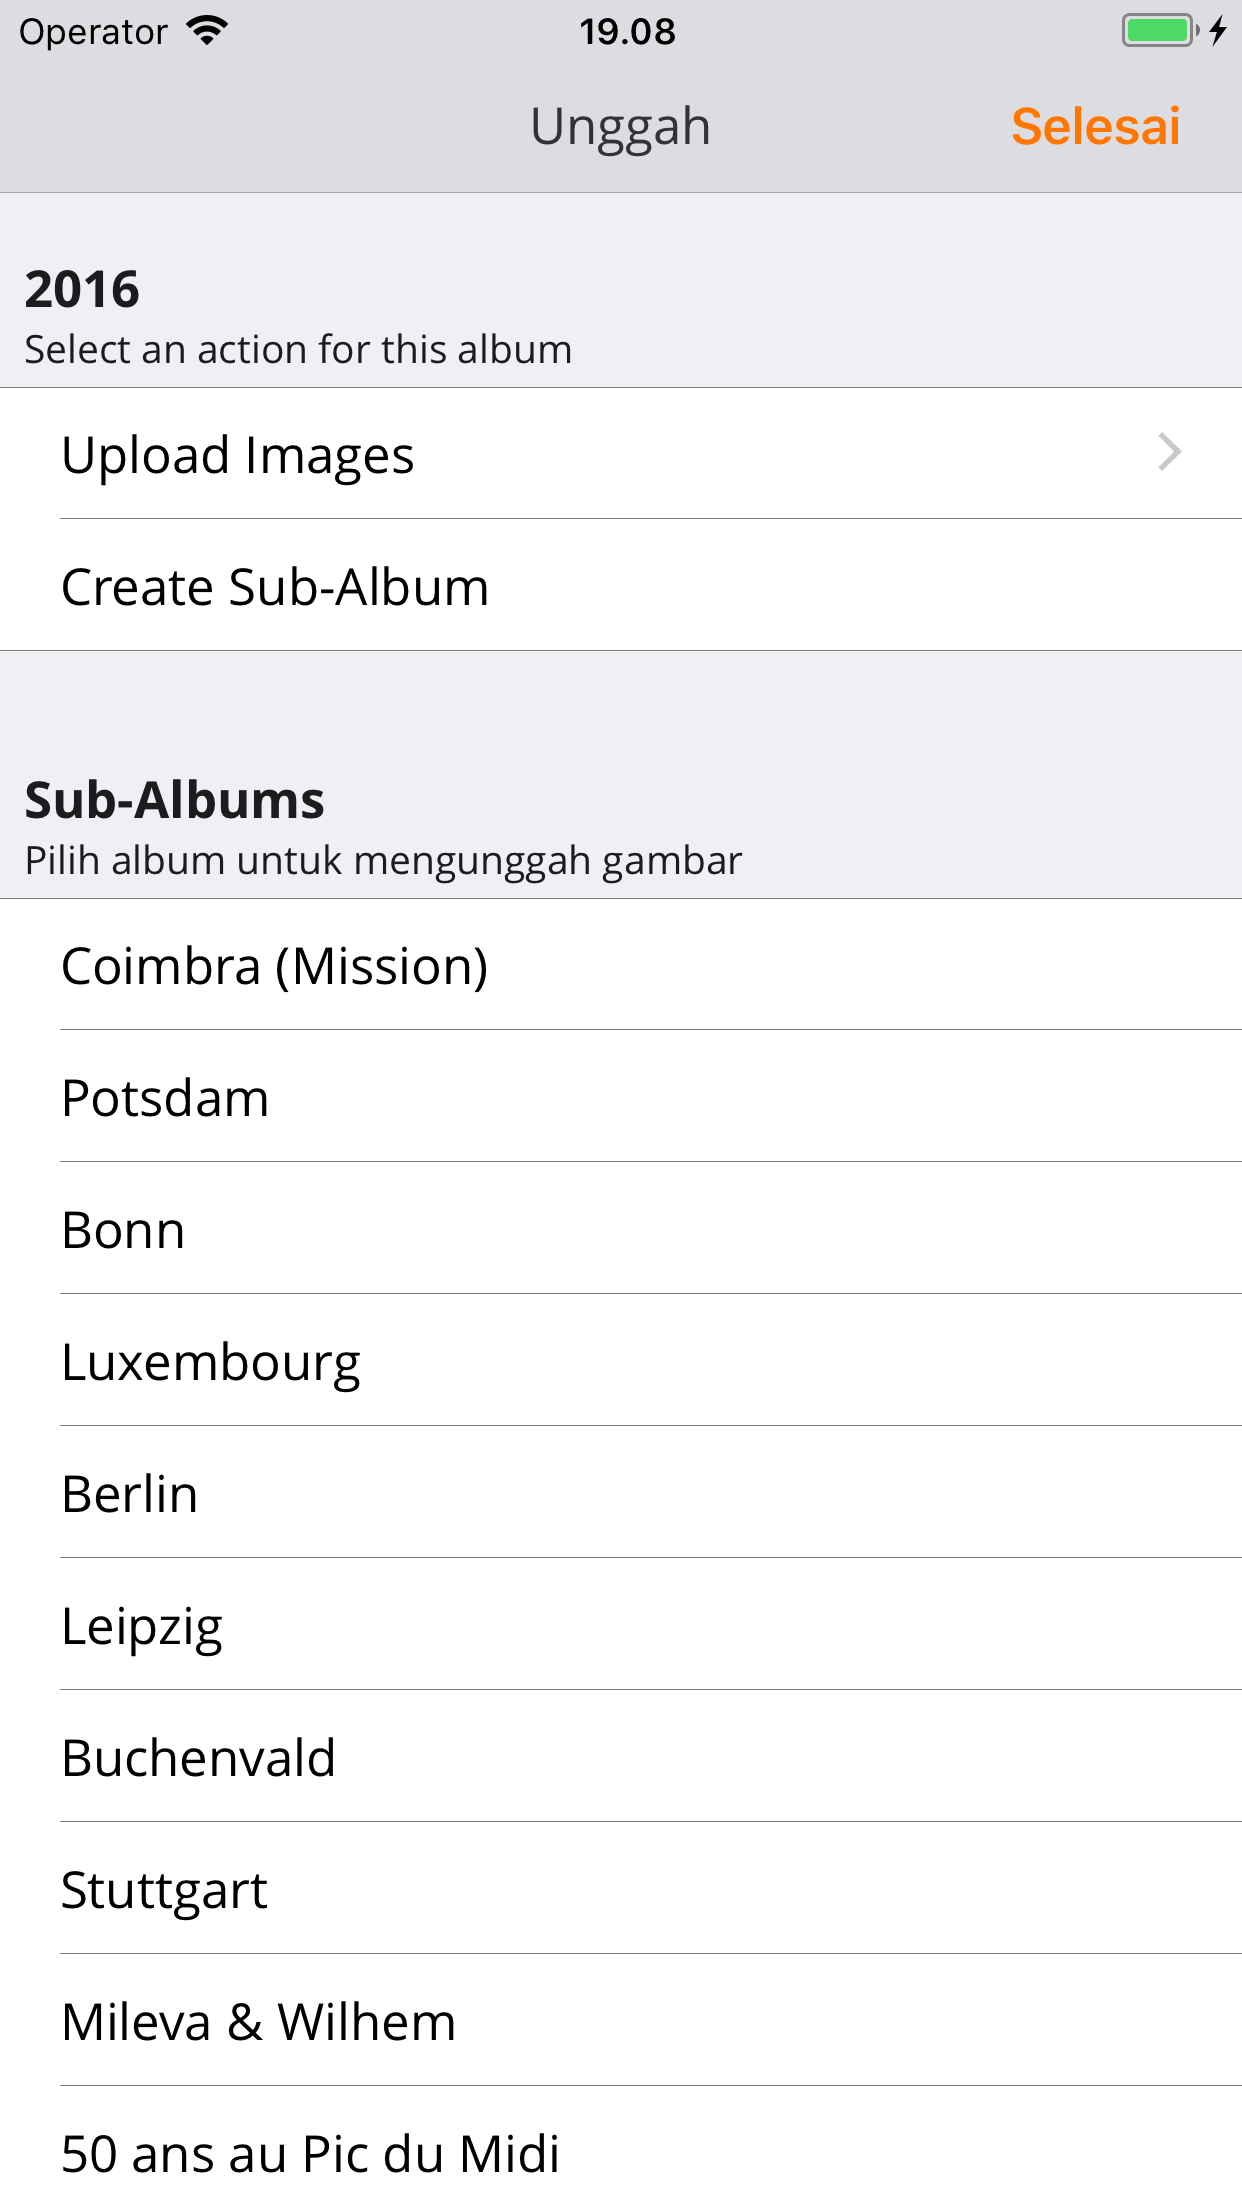 Operator 19.08
Unggah Selesai
2016
Select an action for this album
Upload Images
Create Sub-Album
Sub-Albums
Pilih album untuk mengunggah gambar
Coimbra (Mission)
Potsdam
Bonn
Luxembourg
Berlin
Leipzig
Buchenvald
Stuttgart
Mileva & Wilhem
50 ans au Pic du Midi